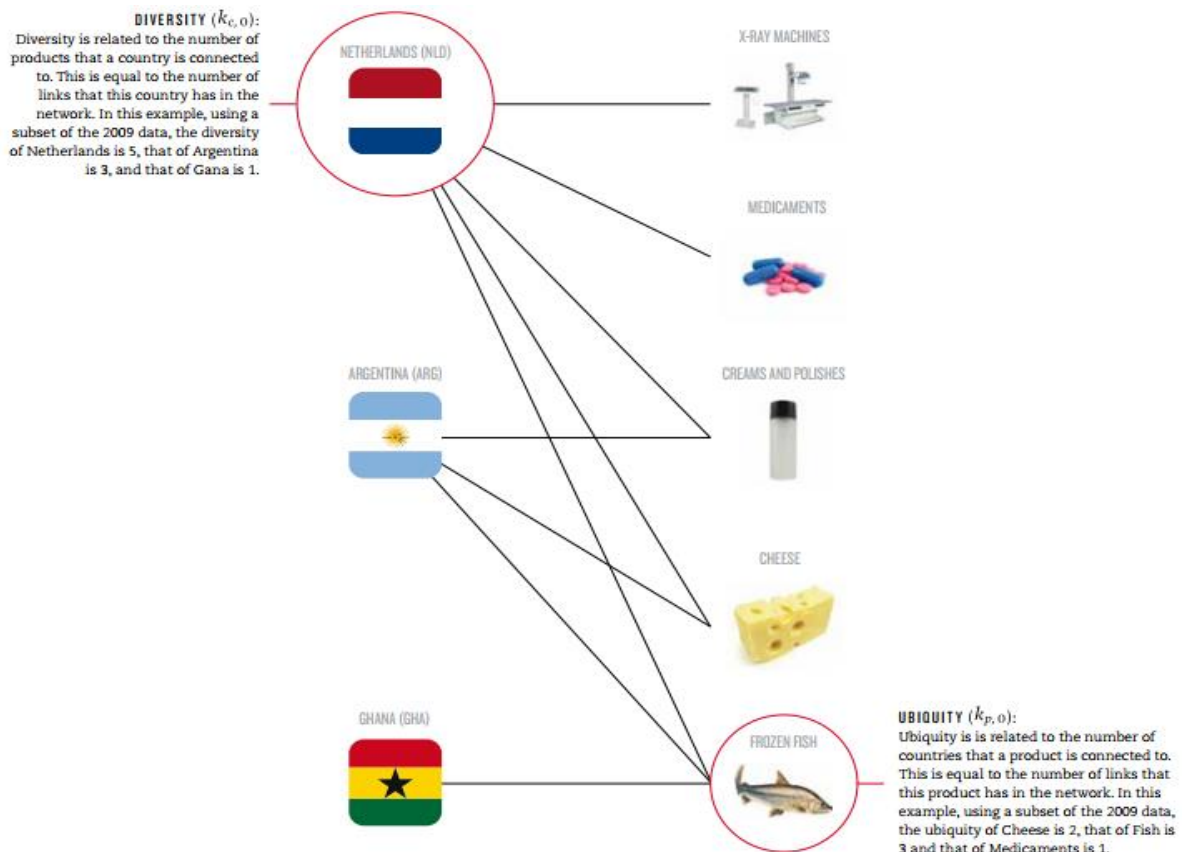 DIVERSITY (kc,0):
Diversity is related to the number of
products that a country is connected
to. This is equal to the number of
links that this country has in the
network. In this example, using a
subset of the 2009 data, the diversity
of Netherlands is 5, that of Argentina
is 3, and that of Gana is 1.
NETHERLANDS (NLD)
X-RAY MACHINES
MEDICAMENTS
ARGENTINA (ARG)
CREAMS AND POLISHES
CHEESE
GHANA (GHA)
FROZEN FISH
UBIQUITY (kp,0):
Ubiquity is is related to the number of
countries that a product is connected to.
This is equal to the number of links that
this product has in the network. In this
example, using a subset of the 2009 data,
the ubiquity of Cheese is 2, that of Fish is
3 and that of Medicaments is 1.